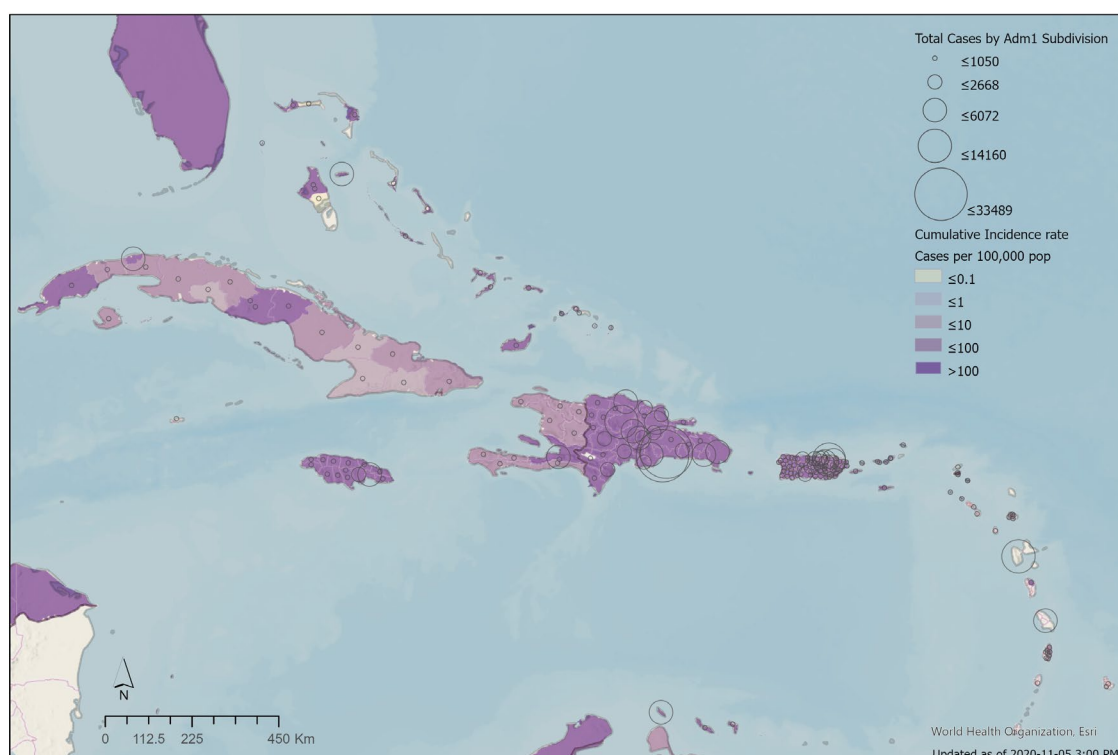 Total Cases by Adm1 Subdivision
≤1050
≤2668
≤6072
≤14160
≤33489
Cumulative Incidence rate
Cases per 100,000 pop
≤0.1
≤1
≤10
≤100
>100
N
0 112.5 225 450 Km
World Health Organization, Esri
Updated as of 2020-11-05 3:00 PM